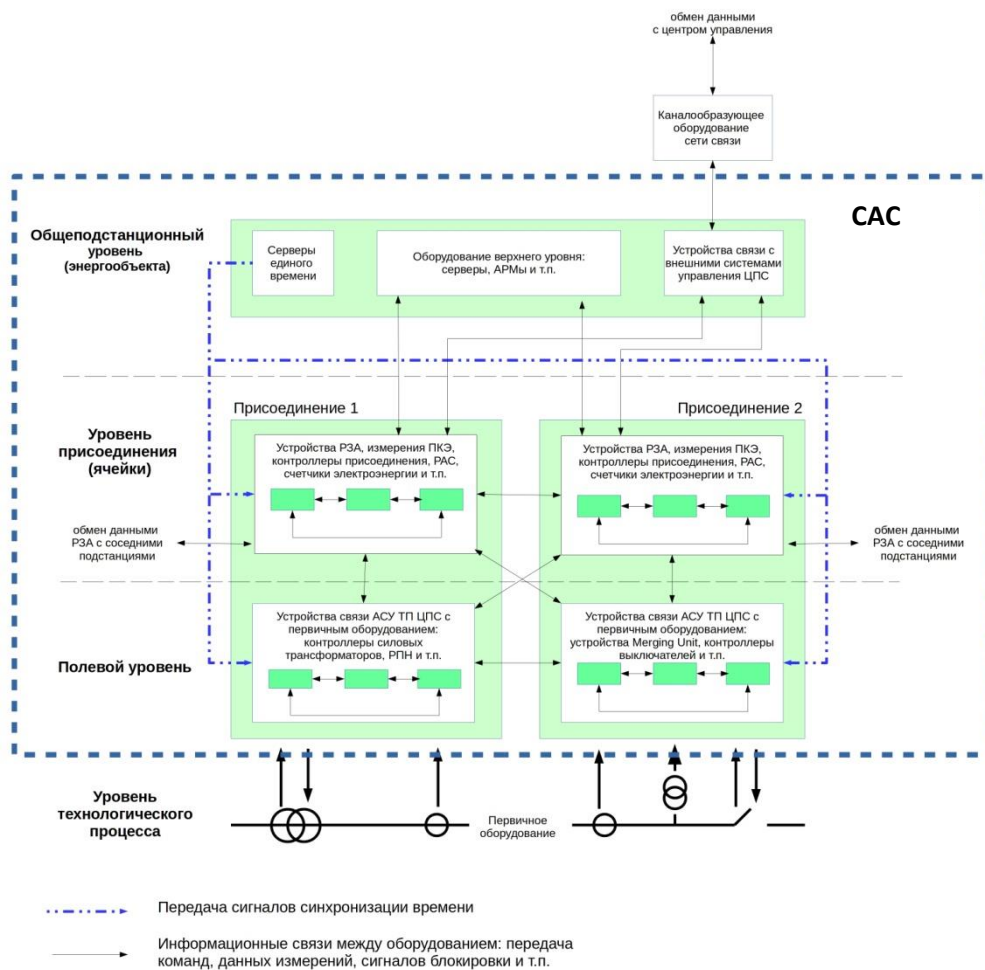 обмен данными
с центром управления
Каналообразующее
оборудование
сети связи
САС
Общеподстанционный
уровень
(энергообъекта)
Серверы
единого
времени
Оборудование верхнего уровня:
серверы, АРМы и т.п.
Устройства связи с
внешними системами
управления ЦПС
Присоединение 1
Присоединение 2
Уровень
присоединения
(ячейки)
Устройства РЗА, измерения ПКЭ,
контроллеры присоединения, РАС,
счетчики электроэнергии и т.п.
Устройства РЗА, измерения ПКЭ,
контроллеры присоединения, РАС,
счетчики электроэнергии и т.п.
обмен данными
РЗА с соседними
подстанциями
обмен данными
РЗА с соседними
подстанциями
Полевой уровень
Устройства связи АСУ ТП ЦПС с
первичным оборудованием:
контроллеры силовых
трансформаторов, РПН и т.п.
Устройства связи АСУ ТП ЦПС с
первичным оборудованием:
устройства Merging Unit, контроллеры
выключателей и т.п.
Уровень
технологического
процесса
Первичное
оборудование
Передача сигналов синхронизации времени
Информационные связи между оборудованием: передача
команд, данных измерений, сигналов блокировки и т.п.